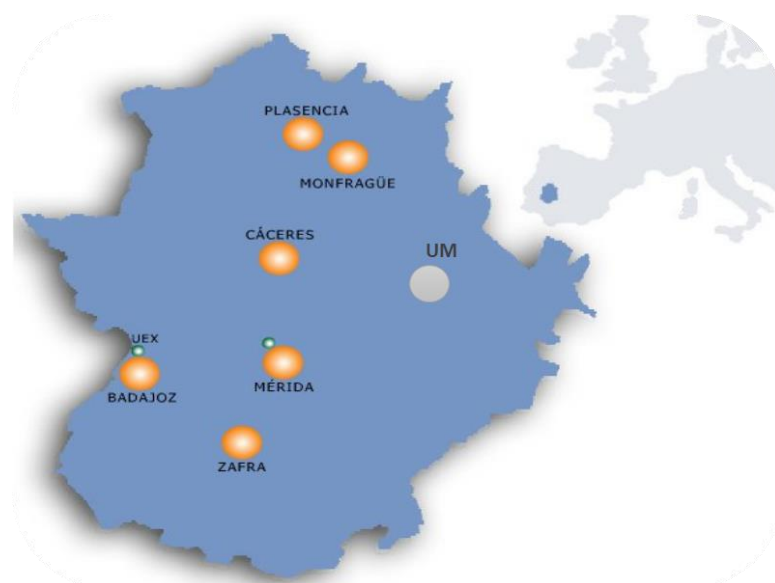 PLASENCIA
MONFRAGÜE
CÁCERES
UM
UEX
BADAJOZ
MÉRIDA
ZAFRA